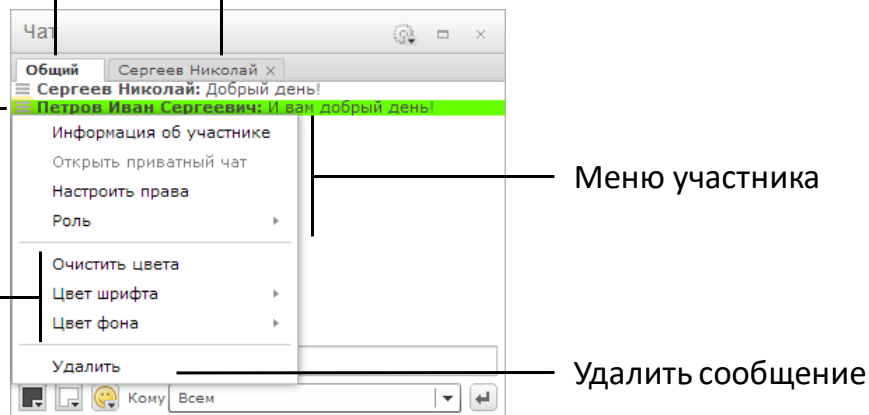 Чат
Общий
Сергеев Николай ×
Сергеев Николай: Добрый день!
Петров Иван Сергеевич: И вам добрый день!
Информация об участнике
Открыть приватный чат
Настроить права
Роль
Очистить цвета
Цвет шрифта
Цвет фона
Удалить
Кому Всем
Меню участника
Удалить сообщение